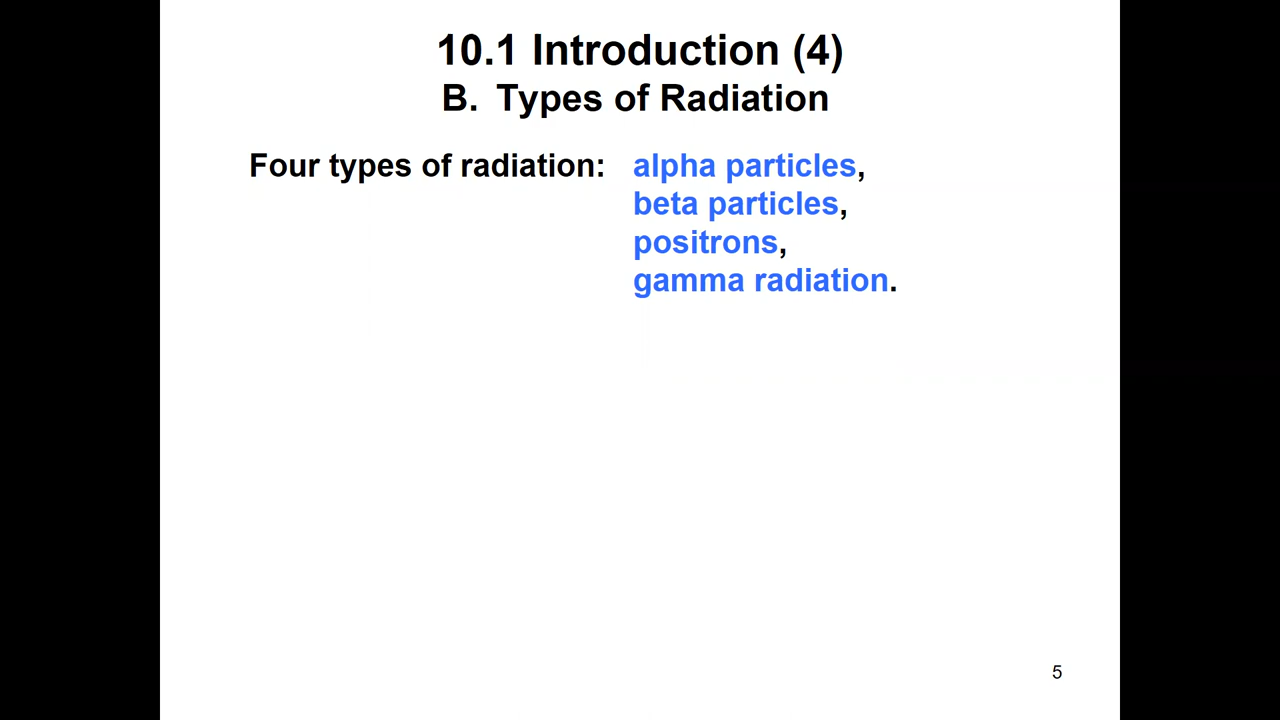 10.1 Introduction (4)
B. Types of Radiation
Four types of radiation: alpha particles,
beta particles,
positrons,
gamma radiation.
5